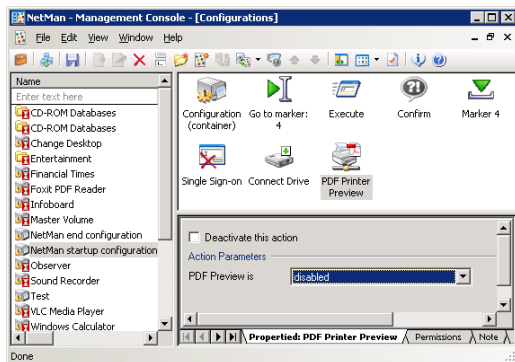 NetMan - Management Console - [Configurations]
File Edit View Window Help
Name
Enter text here
CD-ROM Databases
CD-ROM Databases
Change Desktop
Entertainment
Financial Times
Foxit PDF Reader
Infoboard
Master Volume
NetMan end configuration
NetMan startup configuration
Observer
Sound Recorder
Test
VLC Media Player
Windows Calculator
Configuration (container)
Go to marker: 4
Execute
Confirm
Marker 4
Single Sign-on
Connect Drive
PDF Printer Preview
Deactivate this action
Action Parameters
PDF Preview is disabled
Propertied: PDF Printer Preview Permissions Note
Done